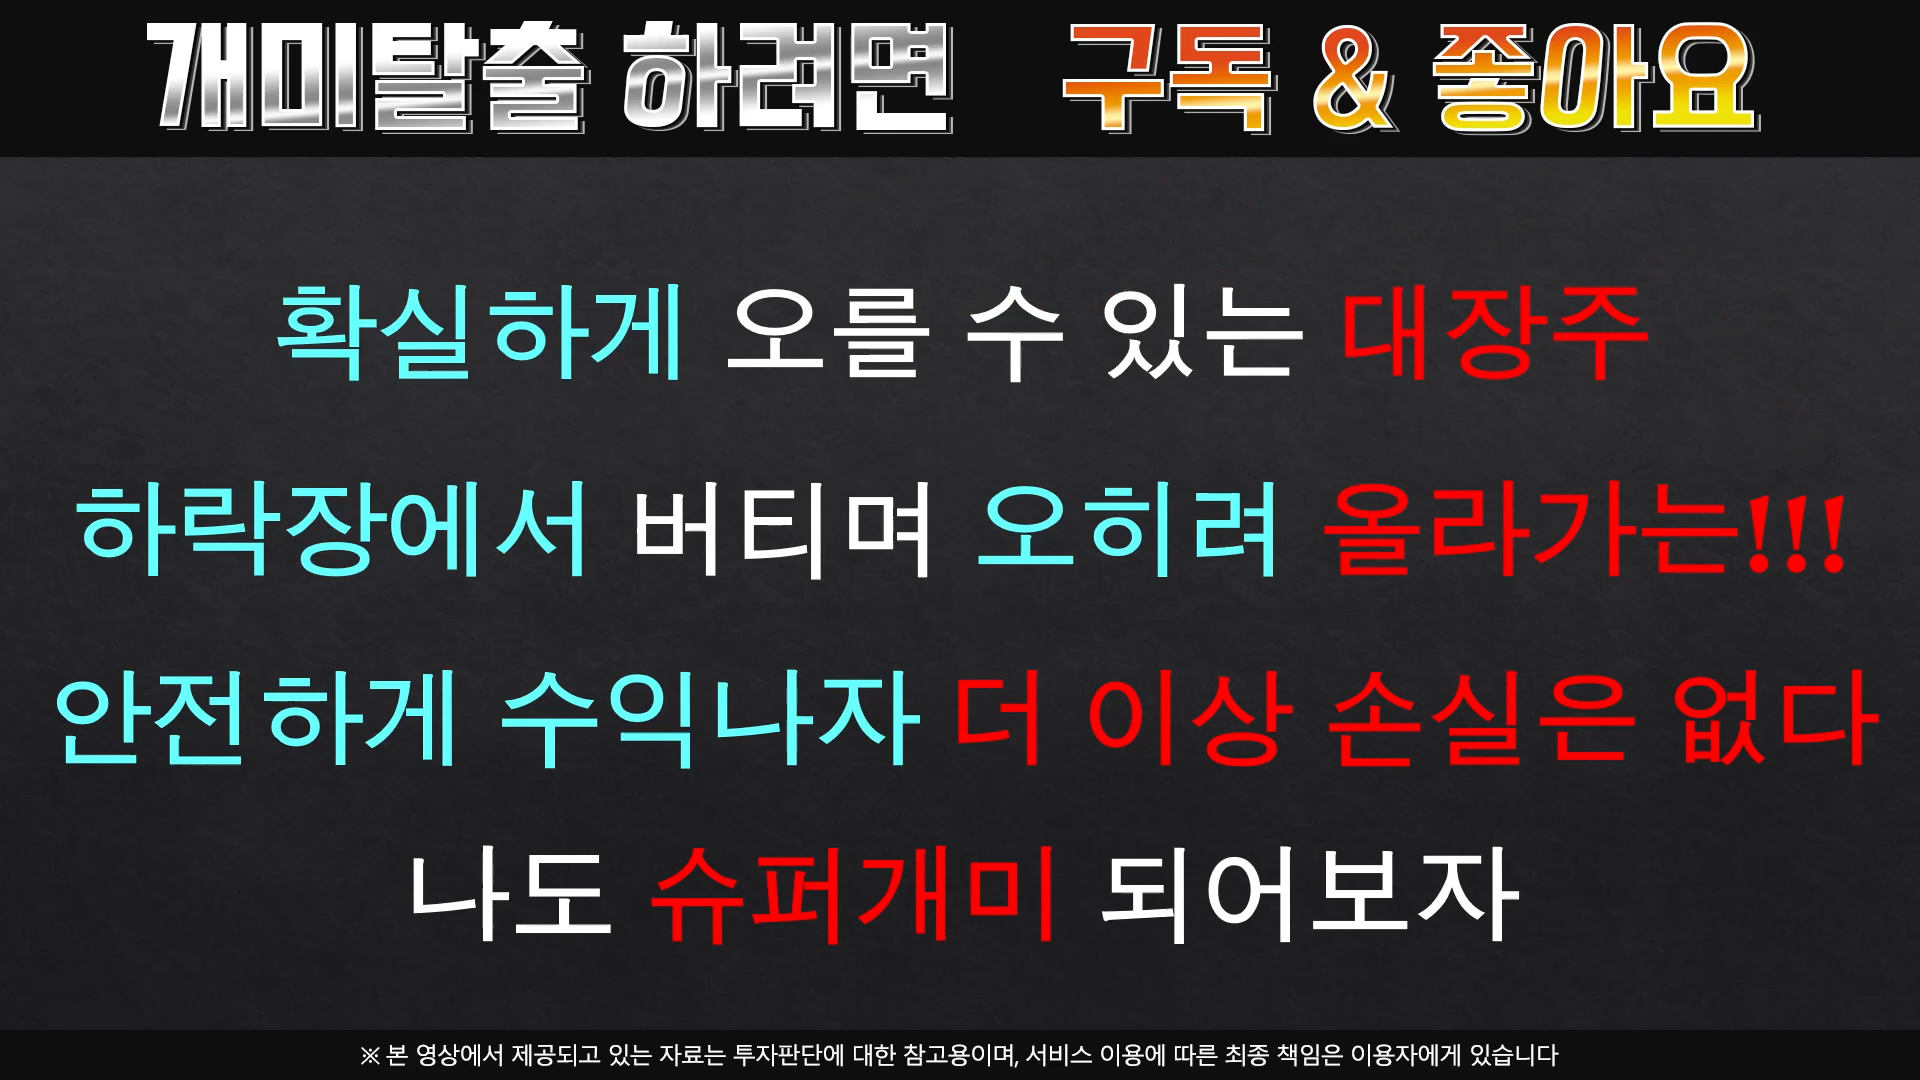 개미탈출 하려면 구독 & 좋아요
확실하게 오를 수 있는 대장주
하락장에서 버티며 오히려 올라가는!!!
안전하게 수익나자 더 이상 손실은 없다
나도 슈퍼개미 되어보자
※ 본 영상에서 제공되고 있는 자료는 투자판단에 대한 참고용이며, 서비스 이용에 따른 최종 책임은 이용자에게 있습니다